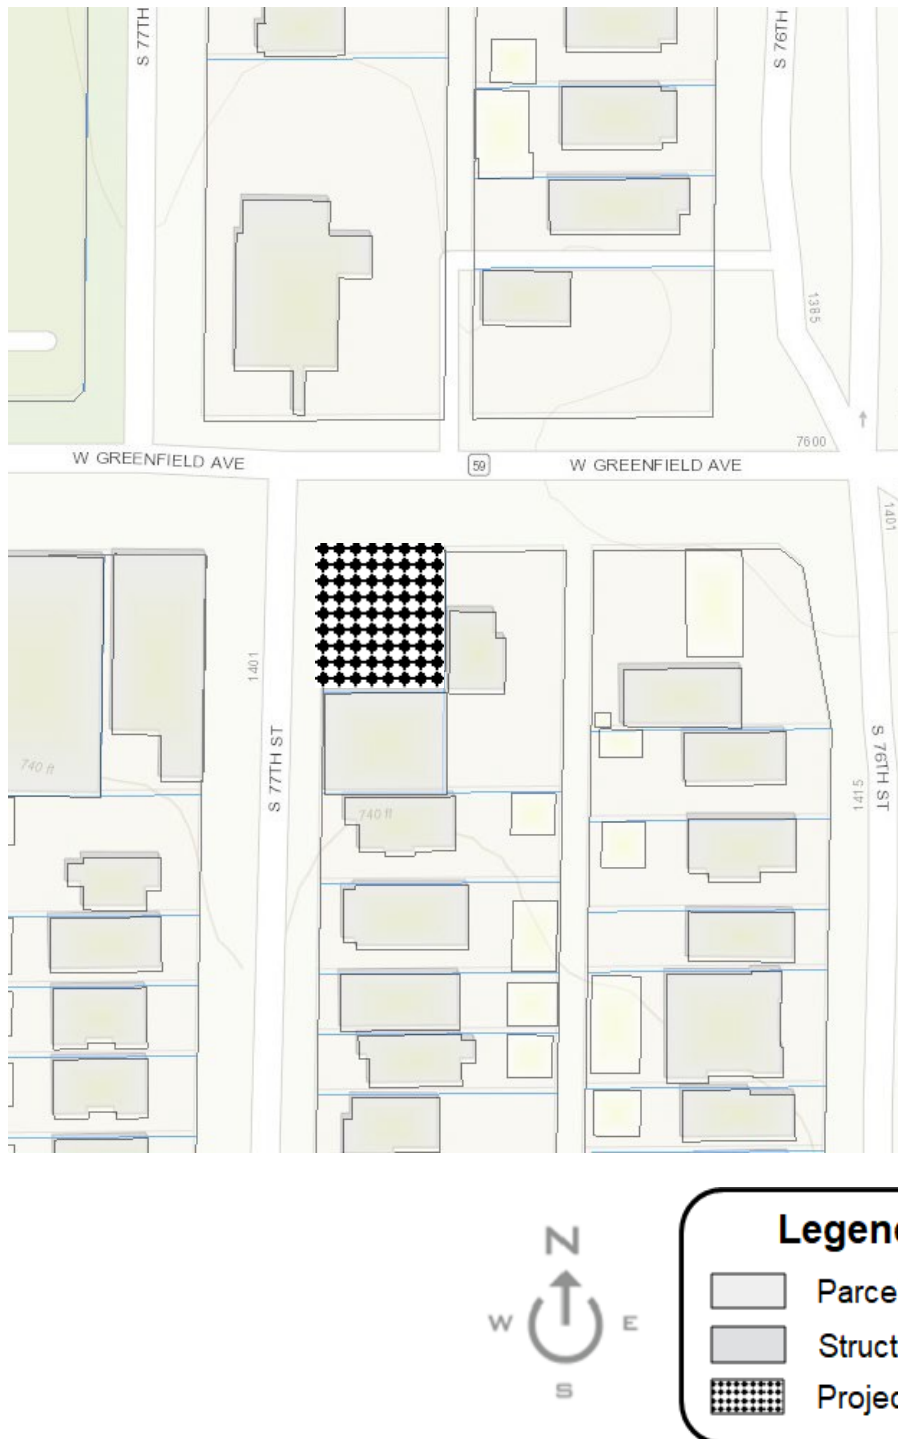 S 77TH
S 76TH
1385
7600
W GREENFIELD AVE
59
W GREENFIELD AVE
1401
1401
740 ft
S 77TH ST
740 ft
S 76TH ST
1415
N
W E
S
Legen
Parce
Struct
Projec